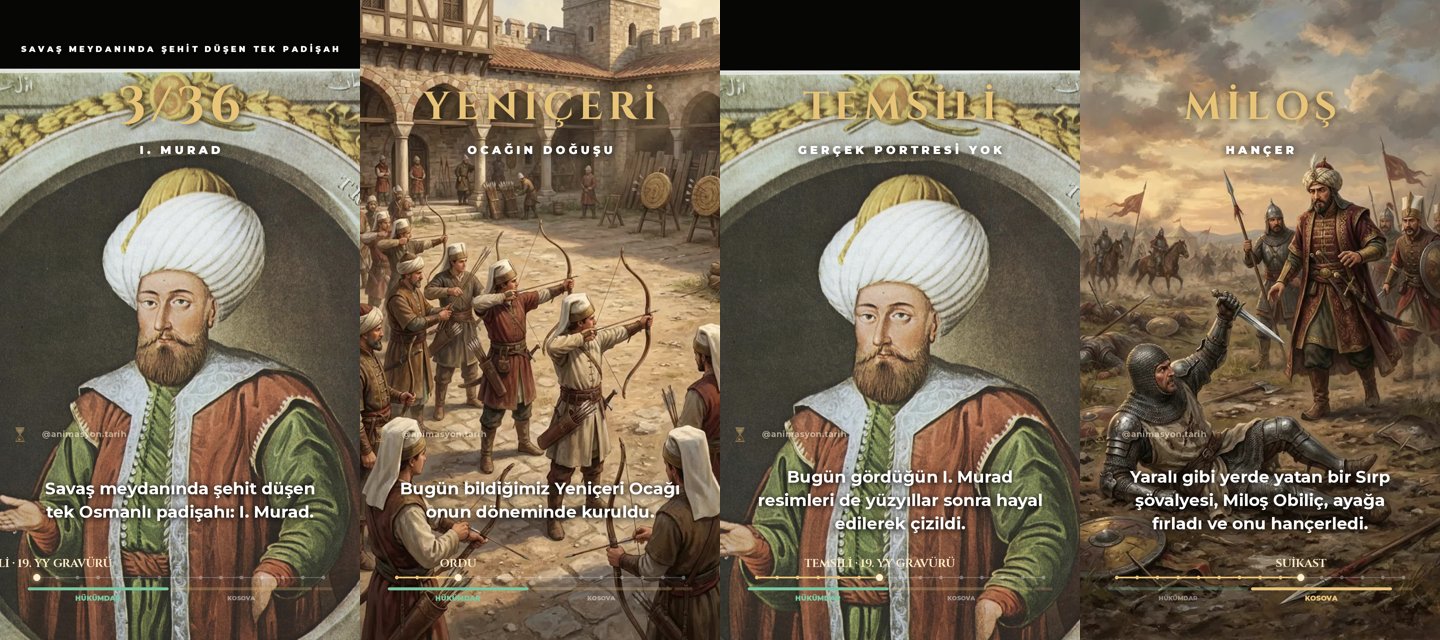 SAVAŞ MEYDANINDA ŞEHİT DÜŞEN TEK PADİŞAH
3/36
I. MURAD
@animasyon.tarih
Savaş meydanında şehit düşen
tek Osmanlı padişahı: I. Murad.
Lİ · 19. YY GRAVÜRÜ
HÜKÜMDAR
KOSOVA
YENİÇERİ
OCAĞIN DOĞUŞU
@animasyon.tarih
Bugün bildiğimiz Yeniçeri Ocağı
onun döneminde kuruldu.
ORDU
HÜKÜMDAR
KOSOVA
TEMSİLİ
GERÇEK PORTRESİ YOK
@animasyon.tarih
Bugün gördüğün I. Murad
resimleri de yüzyıllar sonra hayal
edilerek çizildi.
TEMSİLİ · 19. YY GRAVÜRÜ
HÜKÜMDAR
KOSOVA
MİLOŞ
HANÇER
@animasyon.tarih
Yaralı gibi yerde yatan bir Sırp
şövalyesi, Miloş Obiliç, ayağa
fırladı ve onu hançerledi.
SUİKAST
HÜKÜMDAR
KOSOVA